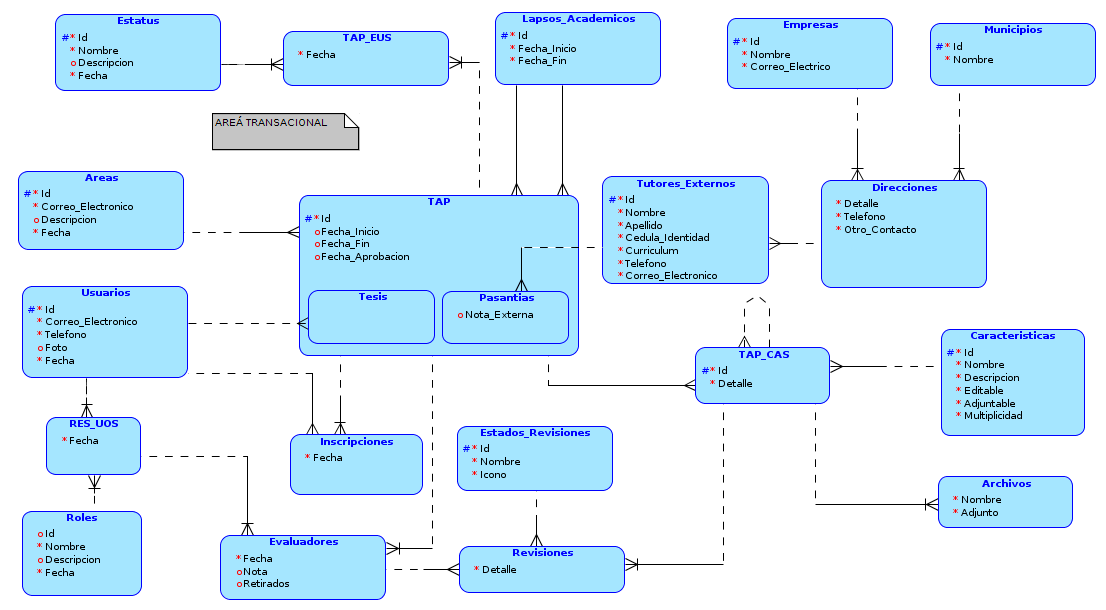 Estatus
#* Id
* Nombre
o Descripcion
* Fecha
TAP_EUS
* Fecha
Lapsos_Academicos
#* Id
* Fecha_Inicio
* Fecha_Fin
Empresas
#* Id
* Nombre
* Correo_Electrico
Municipios
#* Id
* Nombre
AREÁ TRANSACIONAL
Areas
#* Id
* Correo_Electronico
o Descripcion
* Fecha
TAP
#* Id
o Fecha_Inicio
o Fecha_Fin
o Fecha_Aprobacion
Tesis
Pasantias
o Nota_Externa
Tutores_Externos
#* Id
* Nombre
* Apellido
* Cedula_Identidad
* Curriculum
* Telefono
* Correo_Electronico
Direcciones
* Detalle
* Telefono
* Otro_Contacto
Usuarios
#* Id
* Correo_Electronico
* Telefono
o Foto
* Fecha
TAP_CAS
#* Id
* Detalle
Caracteristicas
#* Id
* Nombre
* Descripcion
* Editable
* Adjuntable
* Multiplicidad
RES_UOS
* Fecha
Inscripciones
* Fecha
Estados_Revisiones
#* Id
* Nombre
* Icono
Archivos
* Nombre
* Adjunto
Roles
o Id
* Nombre
o Descripcion
* Fecha
Evaluadores
* Fecha
o Nota
o Retirados
Revisiones
* Detalle